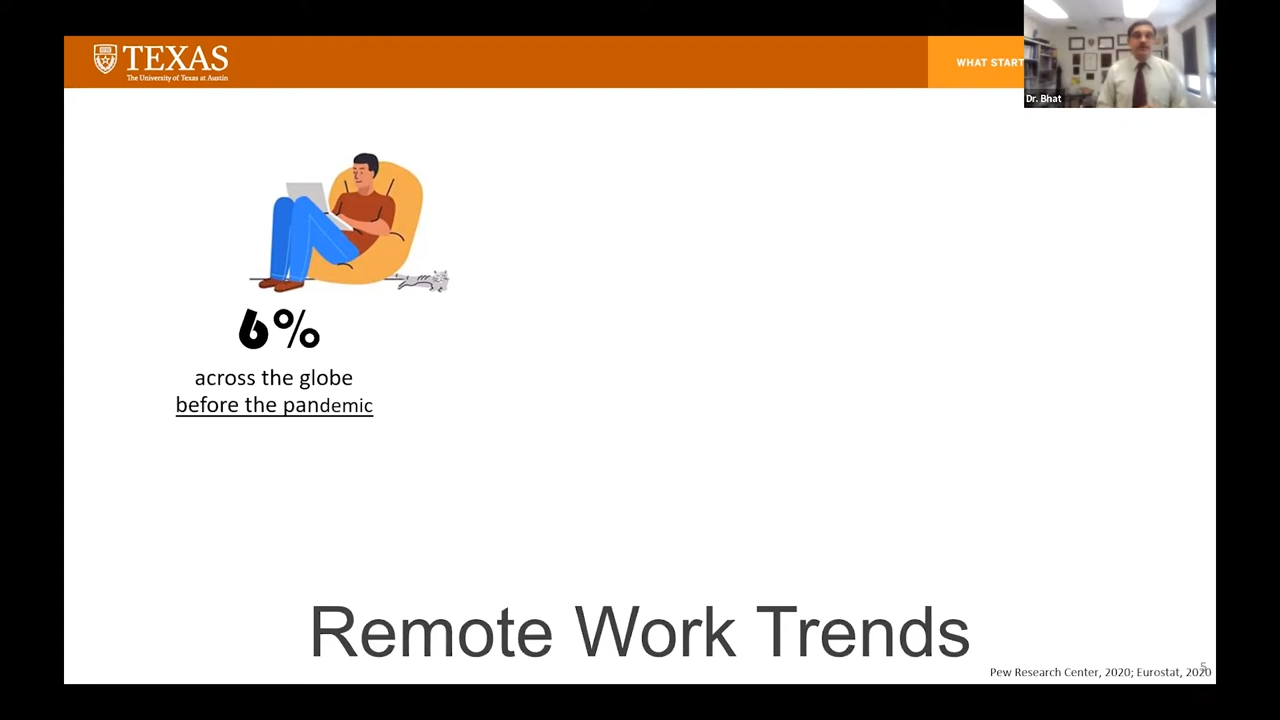 TEXAS
The University of Texas at Austin
WHAT START
Dr. Bhat
6%
across the globe
before the pandemic
Remote Work Trends
Pew Research Center, 2020; Eurostat, 2020
5